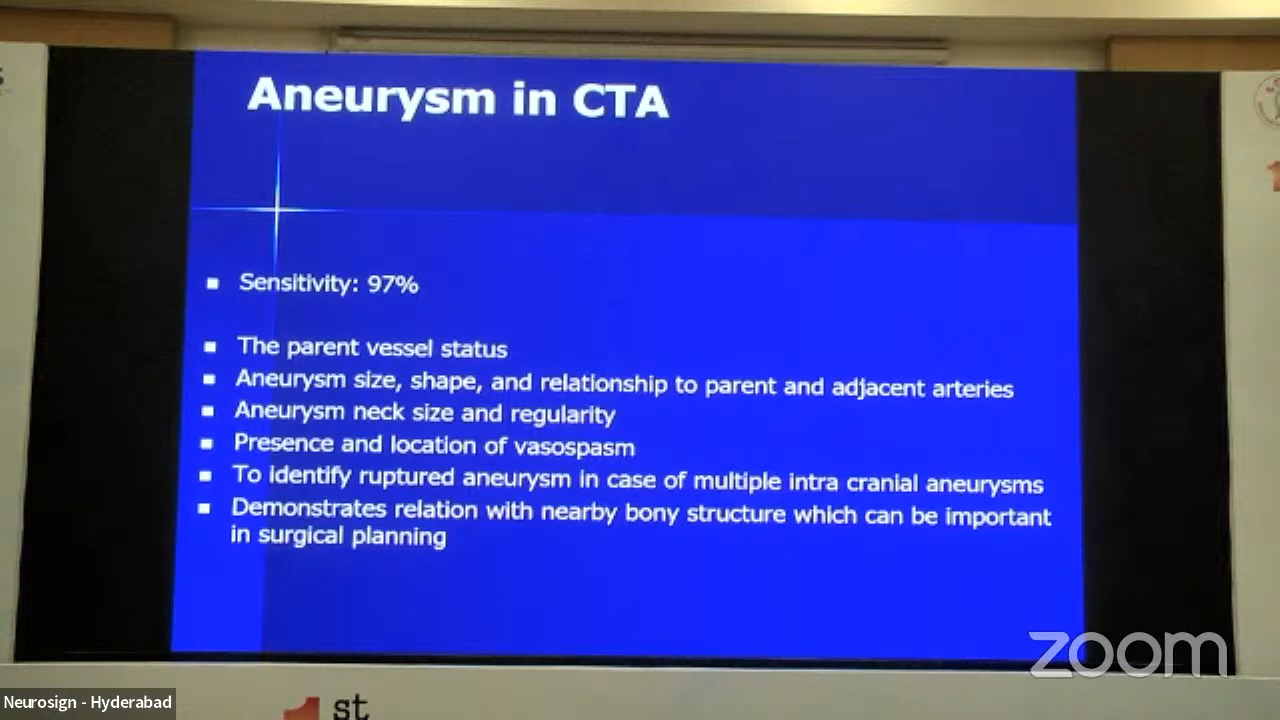 Aneurysm in CTA
Sensitivity: 97%
The parent vessel status
Aneurysm size, shape, and relationship to parent and adjacent arteries
Aneurysm neck size and regularity
Presence and location of vasospasm
To identify ruptured aneurysm in case of multiple intra cranial aneurysms
Demonstrates relation with nearby bony structure which can be important
in surgical planning
zoom
Neurosign - Hyderabad
1st